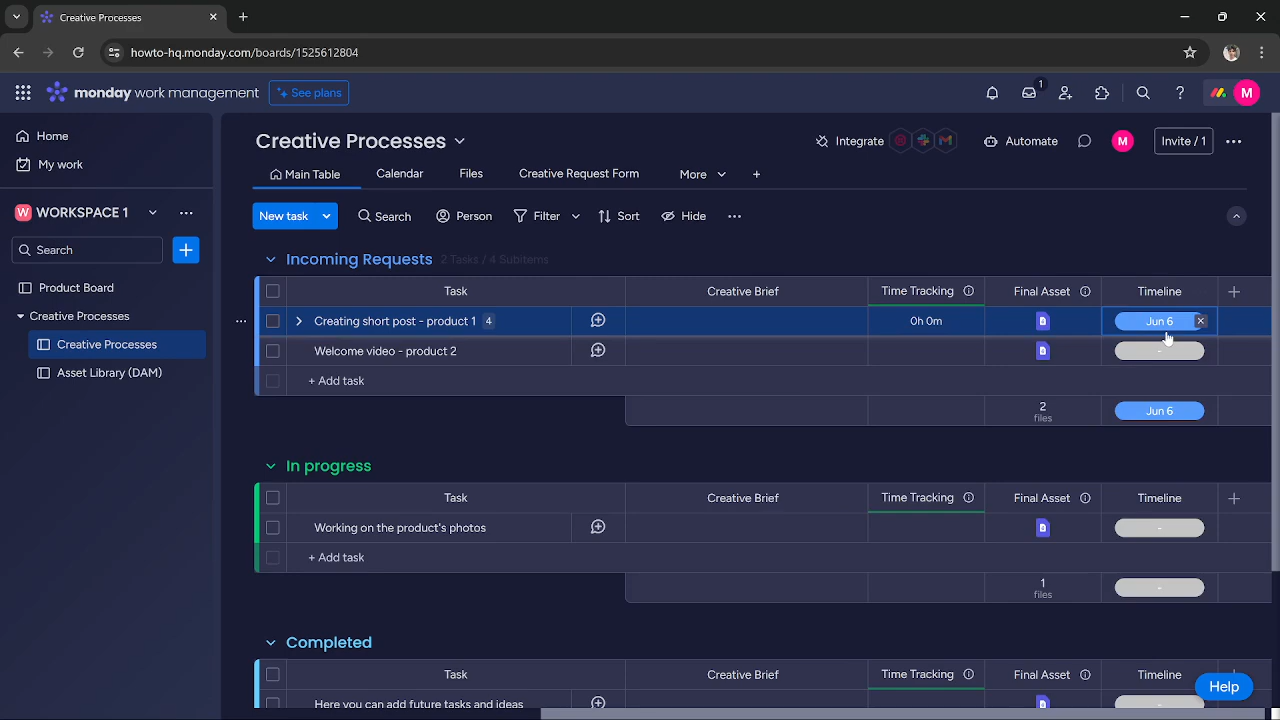 Creative Processes
howto-hq.monday.com/boards/1525612804
monday work management
See plans
1
M
Home
My work
Creative Processes
Integrate
Automate
M
Invite / 1
Main Table
Calendar
Files
Creative Request Form
More
W WORKSPACE 1
New task
Search
Person
Filter
Sort
Hide
Search
Incoming Requests 2 Tasks / 4 Subitems
Product Board
Task Creative Brief Time Tracking Final Asset Timeline
Creative Processes
Creating short post - product 1 4 0h 0m Jun 6
Creative Processes
Welcome video - product 2 -
Asset Library (DAM)
+ Add task
2
files
Jun 6
In progress
Task Creative Brief Time Tracking Final Asset Timeline
Working on the product's photos -
+ Add task
1
files
-
Completed
Task Creative Brief Time Tracking Final Asset Timeline
Here you can add future tasks and items
Help